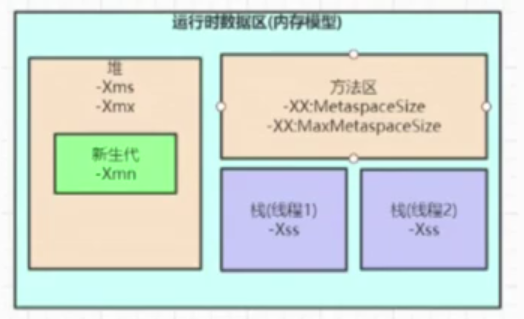 运行时数据区(内存模型)
堆
-Xms
-Xmx
新生代
-Xmn
方法区
-XX:MetaspaceSize
-XX:MaxMetaspaceSize
栈(线程1)
-Xss
栈(线程2)
-Xss